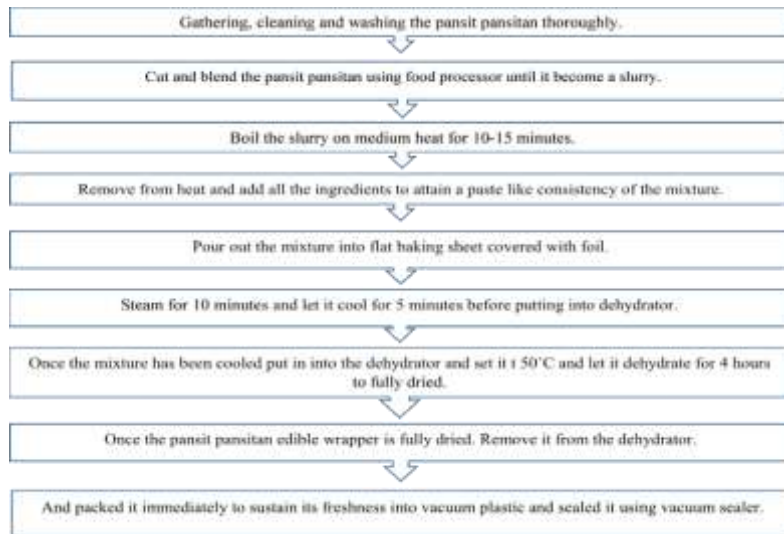 Gathering, cleaning and washing the pansit pansitan thoroughly.
Cut and blend the pansit pansitan using food processor until it become a slurry.
Boil the slurry on medium heat for 10-15 minutes.
Remove from heat and add all the ingredients to attain a paste like consistency of the mixture.
Pour out the mixture into flat baking sheet covered with foil.
Steam for 10 minutes and let it cool for 5 minutes before putting into dehydrator.
Once the mixture has been cooled put in into the dehydrator and set it t 50°C and let it dehydrate for 4 hours
to fully dried.
Once the pansit pansitan edible wrapper is fully dried. Remove it from the dehydrator.
And packed it immediately to sustain its freshness into vacuum plastic and sealed it using vacuum sealer.